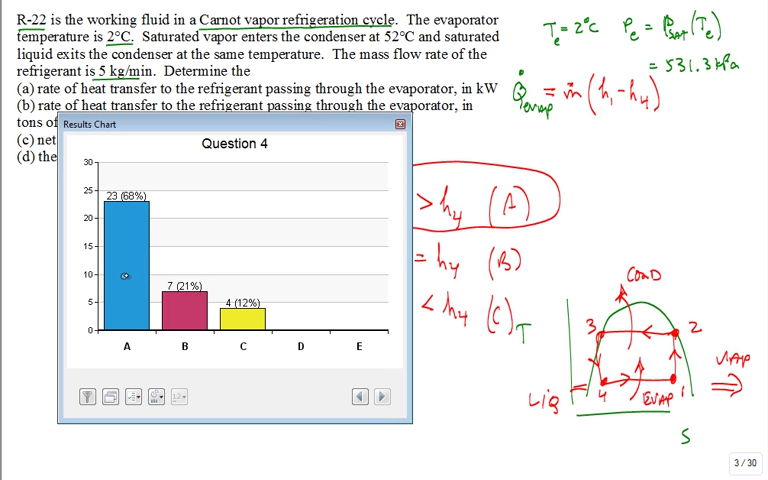 R-22 is the working fluid in a Carnot vapor refrigeration cycle. The evaporator
temperature is 2°C. Saturated vapor enters the condenser at 52°C and saturated
liquid exits the condenser at the same temperature. The mass flow rate of the
refrigerant is 5 kg/min. Determine the
(a) rate of heat transfer to the refrigerant passing through the evaporator, in kW
(b) rate of heat transfer to the refrigerant passing through the evaporator, in
tons of
(c) net
(d) the
Te = 2°C Pe = PSAT(Te)
= 531.3 kPa
Q̇evap = ṁ(h1-h4)
Results Chart
Question 4
30
25
20
15
10
5
0
23 (68%)
7 (21%)
4 (12%)
A B C D E
> h4 (A)
= h4 (B)
< h4 (C)
T
COND
3 2
4 EVAP 1
LIQ
VAP
S
3 / 30